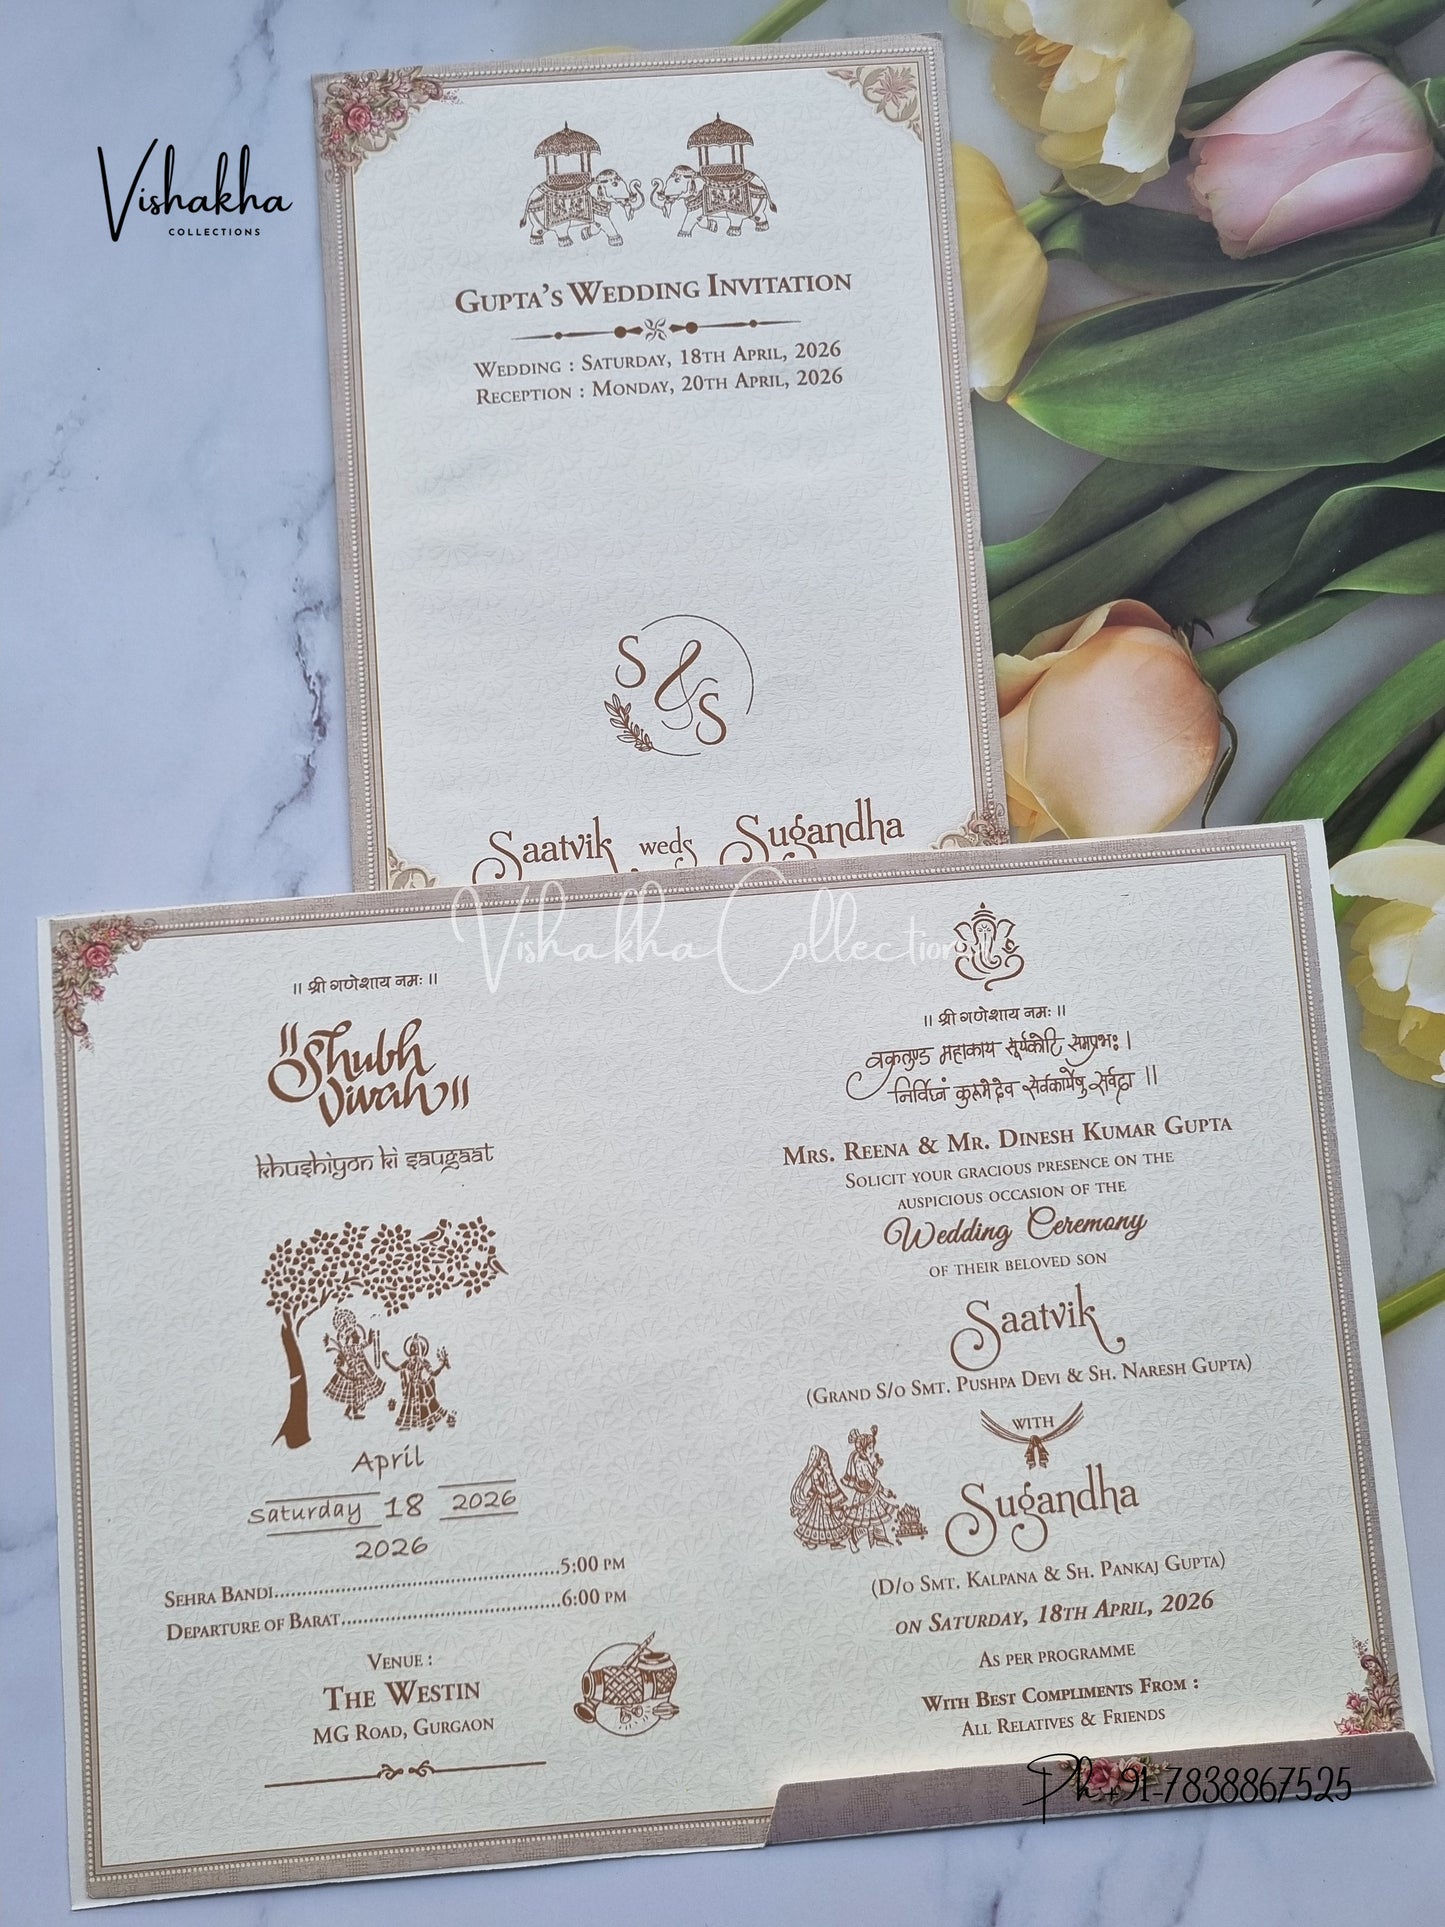 Vishakha
COLLECTIONS
GUPTA'S WEDDING INVITATION
WEDDING : SATURDAY, 18TH APRIL, 2026
RECEPTION : MONDAY, 20TH APRIL, 2026
S & S
Saatvik weds Sugandha
Vishakha Collection
।। श्री गणेशाय नमः ।।
॥Shubh
Vivah॥
khushiyon ki saugaat
April
Saturday 18 2026
2026
SEHRA BANDI 5:00 PM
DEPARTURE OF BARAT 6:00 PM
VENUE :
THE WESTIN
MG ROAD, GURGAON
।। श्री गणेशाय नमः ।।
वक्रतुण्ड महाकाय सूर्यकोटि समप्रभः।
निर्विघ्नं कुरूमेदेव सर्वकार्येषु सर्वदा ॥
MRS. REENA & MR. DINESH KUMAR GUPTA
SOLICIT YOUR GRACIOUS PRESENCE ON THE
AUSPICIOUS OCCASION OF THE
Wedding Ceremony
OF THEIR BELOVED SON
Saatvik
(GRAND S/O SMT. PUSHPA DEVI & SH. NARESH GUPTA)
WITH
Sugandha
(D/O SMT. KALPANA & SH. PANKAJ GUPTA)
ON SATURDAY, 18TH APRIL, 2026
AS PER PROGRAMME
WITH BEST COMPLIMENTS FROM :
ALL RELATIVES & FRIENDS
Ph +91-7838867525